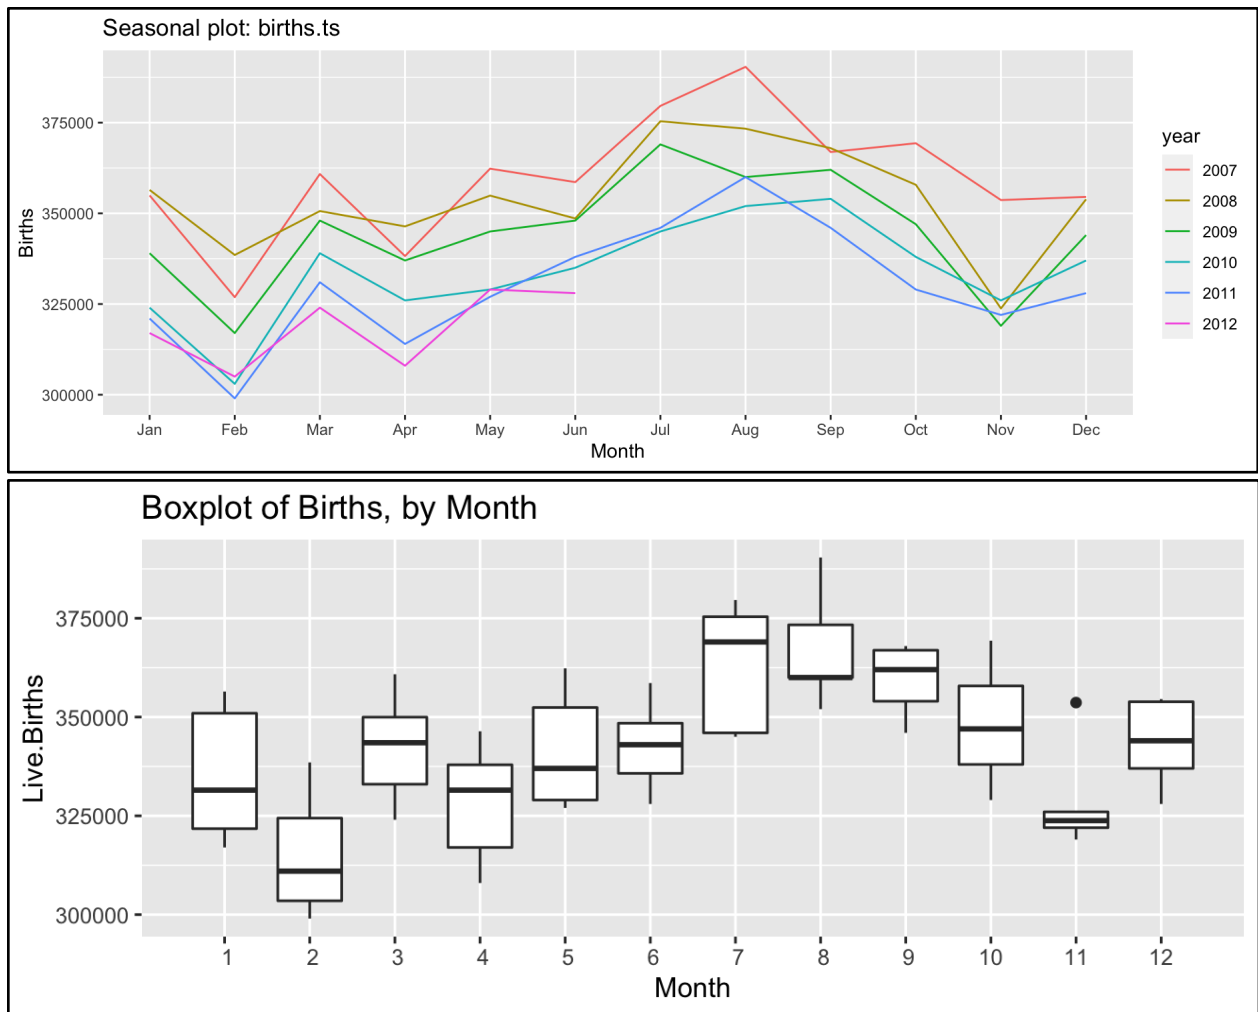 Seasonal plot: births.ts
375000
350000
325000
300000
Births
Jan Feb Mar Apr May Jun Jul Aug Sep Oct Nov Dec
Month
year
2007
2008
2009
2010
2011
2012
Boxplot of Births, by Month
375000
350000
325000
300000
Live.Births
1 2 3 4 5 6 7 8 9 10 11 12
Month